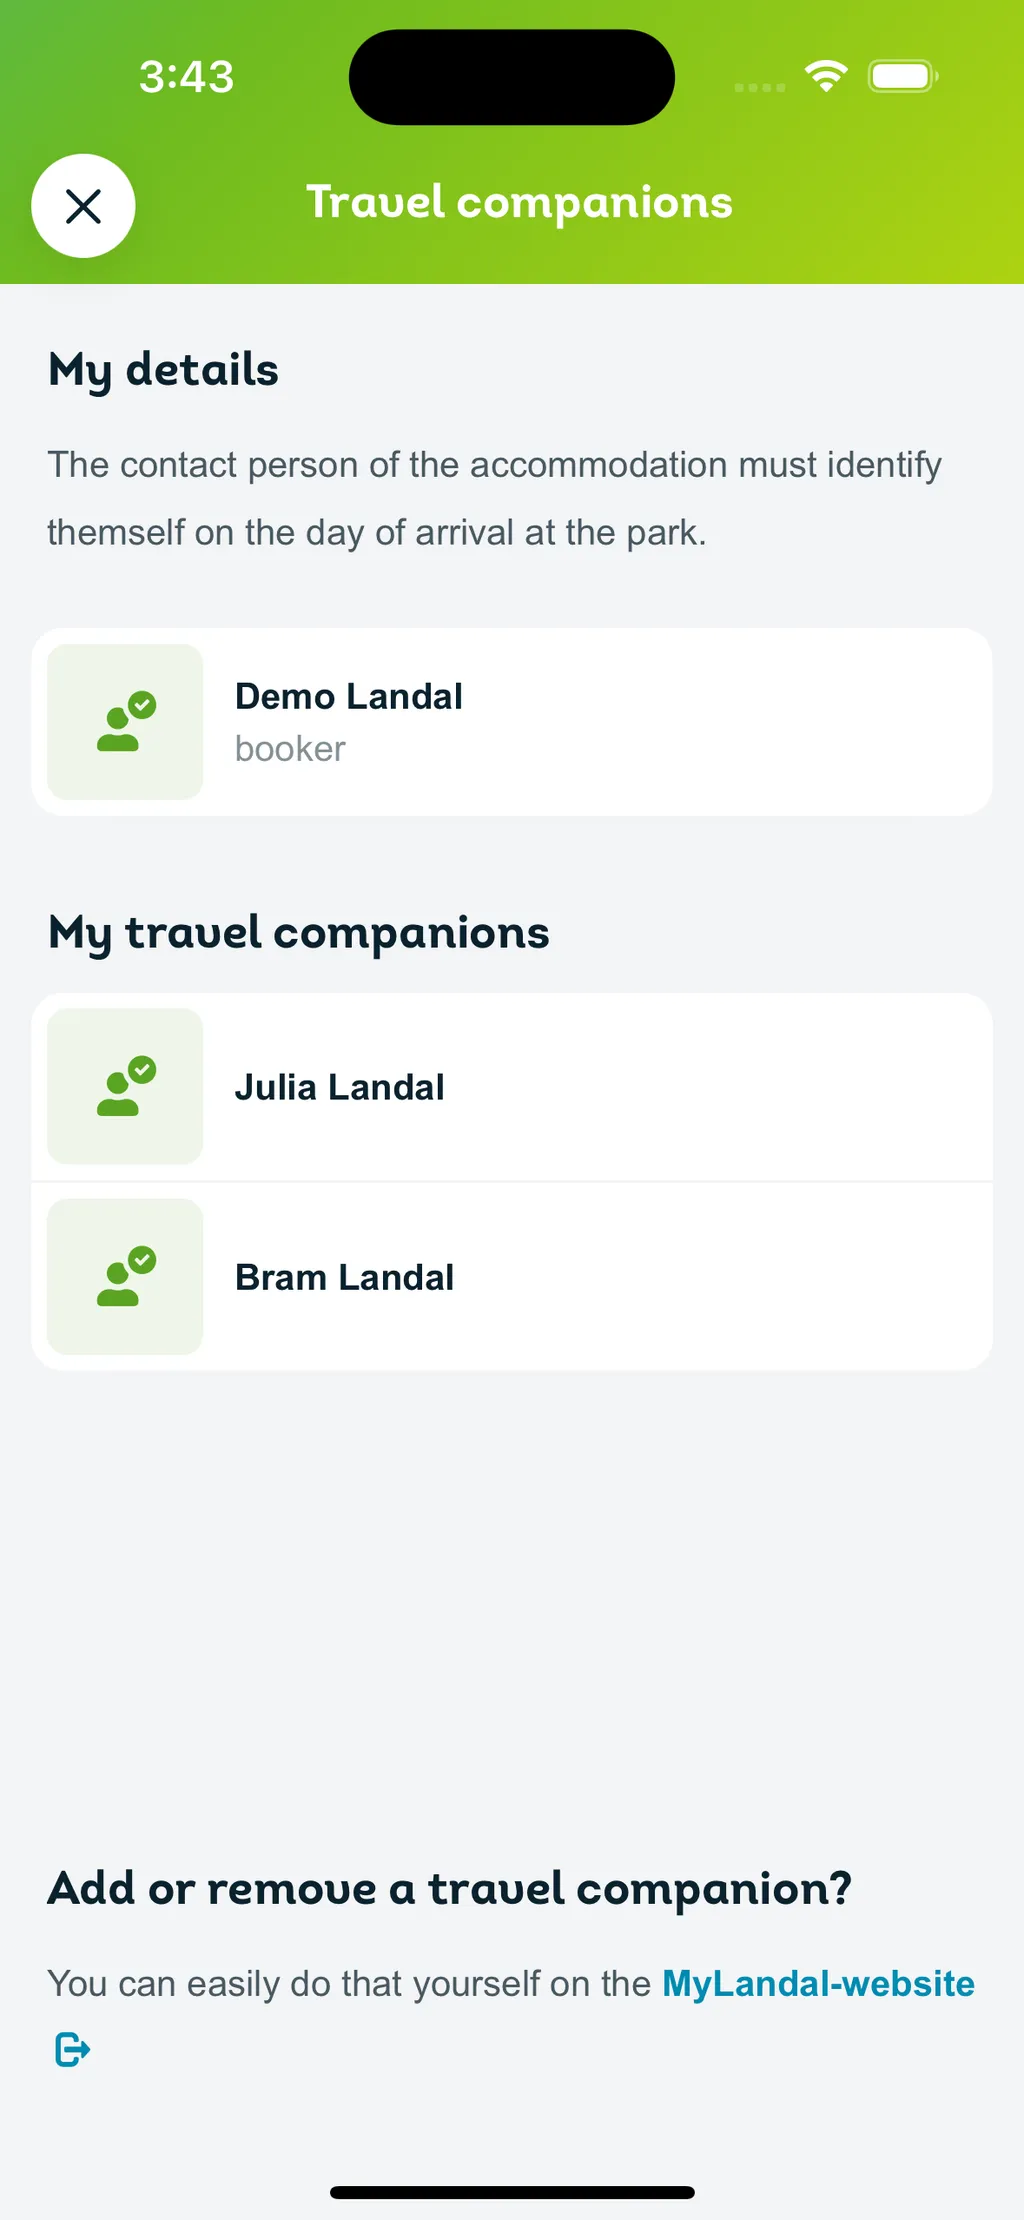 3:43
Travel companions
My details
The contact person of the accommodation must identify
themself on the day of arrival at the park.
Demo Landal
booker
My travel companions
Julia Landal
Bram Landal
Add or remove a travel companion?
You can easily do that yourself on the MyLandal-website